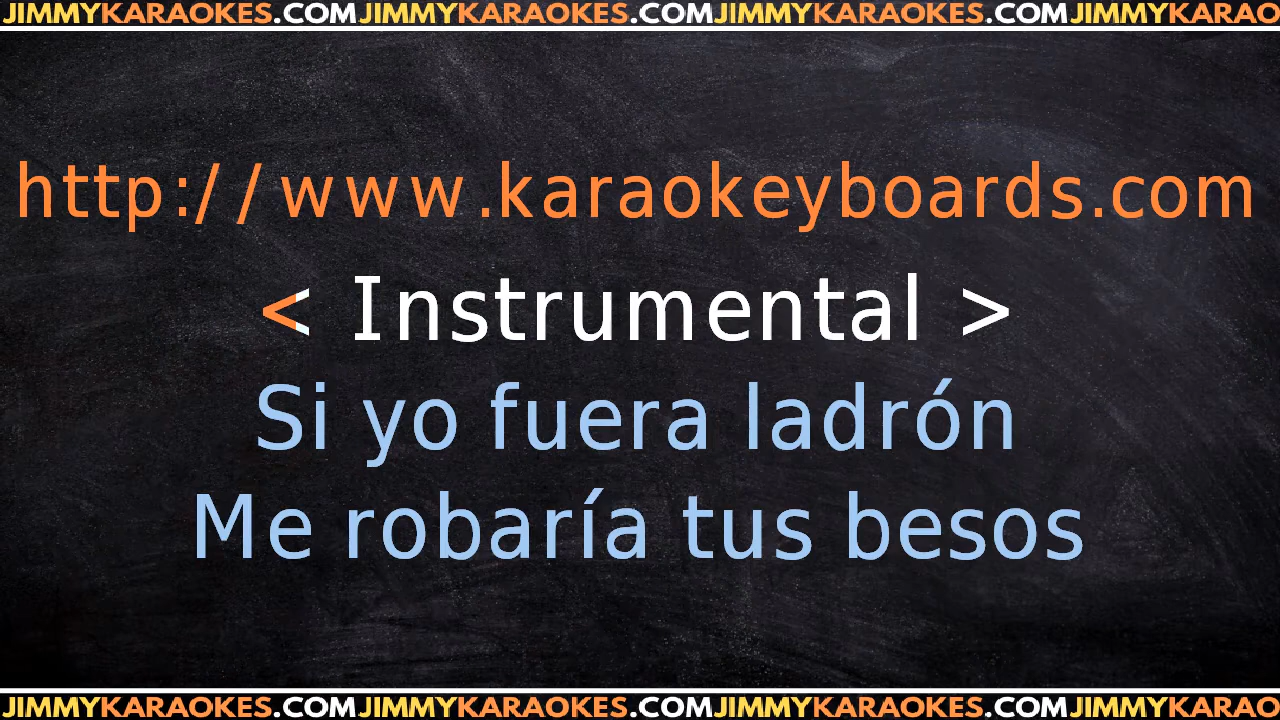 JIMMYKARAOKES.COMJIMMYKARAOKES.COMJIMMYKARAOKES.COMJIMMYKARAO
http://www.karaokeyboards.com
< Instrumental >
Si yo fuera ladrón
Me robaría tus besos
JIMMYKARAOKES.COMJIMMYKARAOKES.COMJIMMYKARAOKES.COMJIMMYKARAO